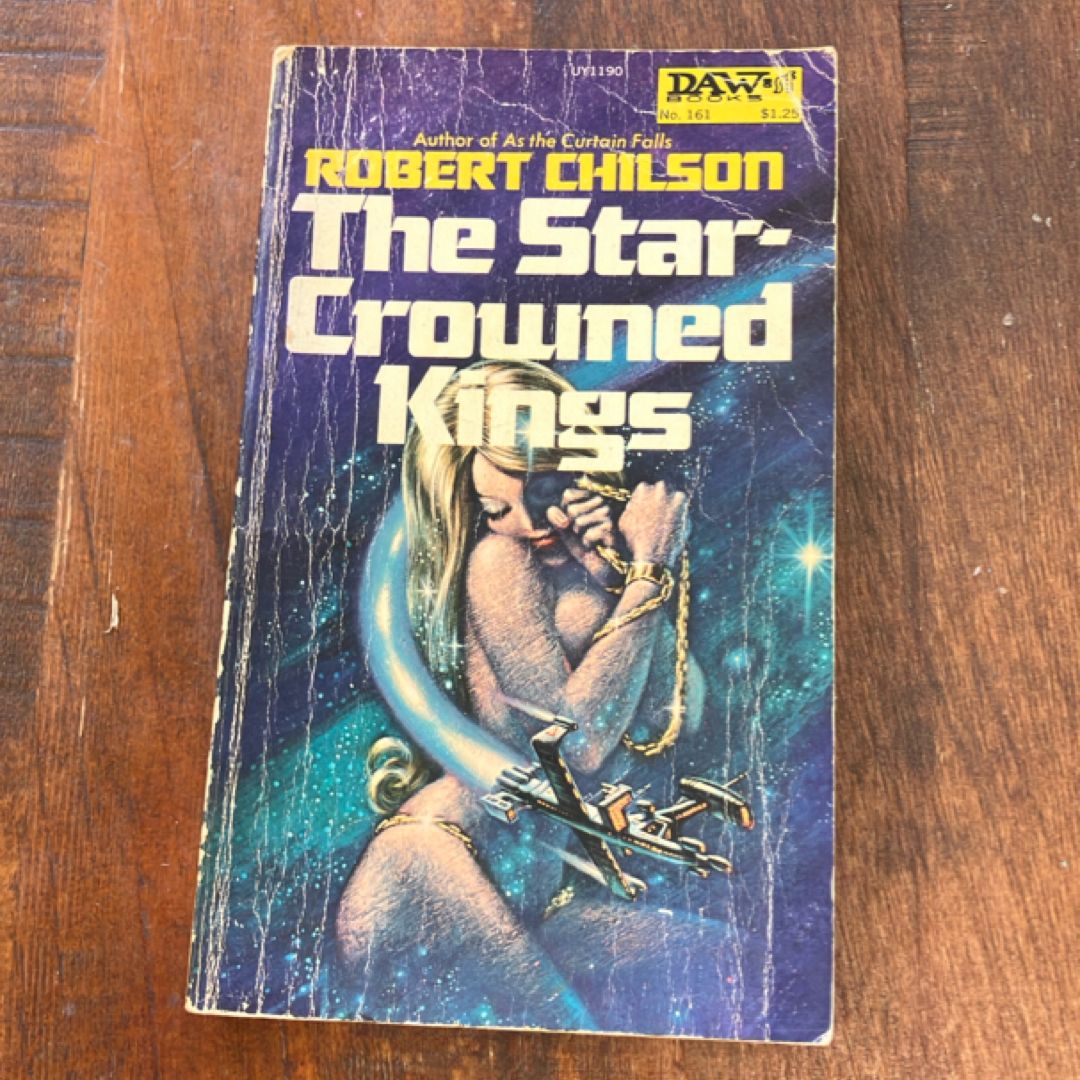 UY1190
DAW
BOOKS
No. 161 $1.25
Author of As the Curtain Falls
ROBERT CHILSON
The Star-
Crowned
Kings